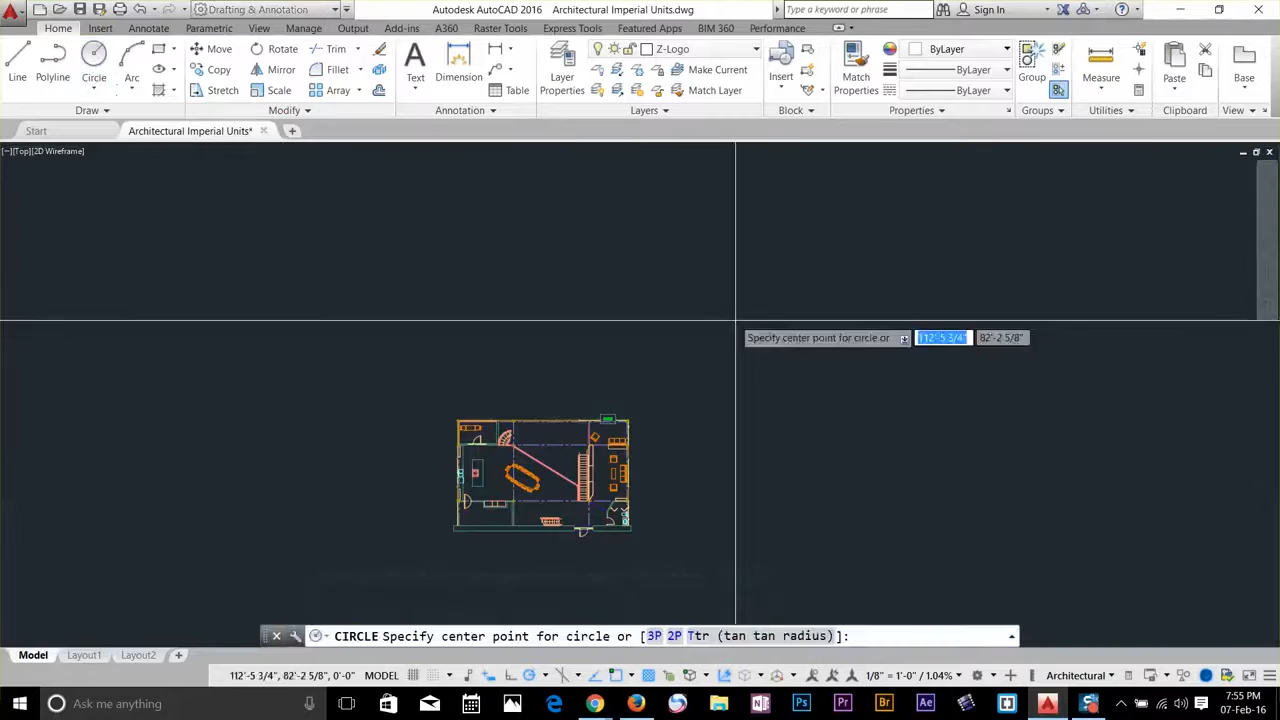 Drafting & Annotation
Autodesk AutoCAD 2016 Architectural Imperial Units.dwg
Type a keyword or phrase
Sign In
Home Insert Annotate Parametric View Manage Output Add-ins A360 Raster Tools Express Tools Featured Apps BIM 360 Performance
Line Polyline Circle Arc
Move Rotate Trim
Copy Mirror Fillet
Stretch Scale Array
Text Dimension Table
Layer Properties
Z-Logo
Make Current
Match Layer
Insert
Match Properties
ByLayer
ByLayer
ByLayer
Group Measure Paste Base
Draw Modify Annotation Layers Block Properties Groups Utilities Clipboard View
Start Architectural Imperial Units*
[−][Top][2D Wireframe]
Specify center point for circle or 112'-5 3/4" 82'-2 5/8"
CIRCLE Specify center point for circle or [3P 2P Ttr (tan tan radius)]:
Model Layout1 Layout2
112'-5 3/4", 82'-2 5/8", 0'-0" MODEL 1/8" = 1'-0" / 1.04% Architectural
Ask me anything
7:55 PM
07-Feb-16